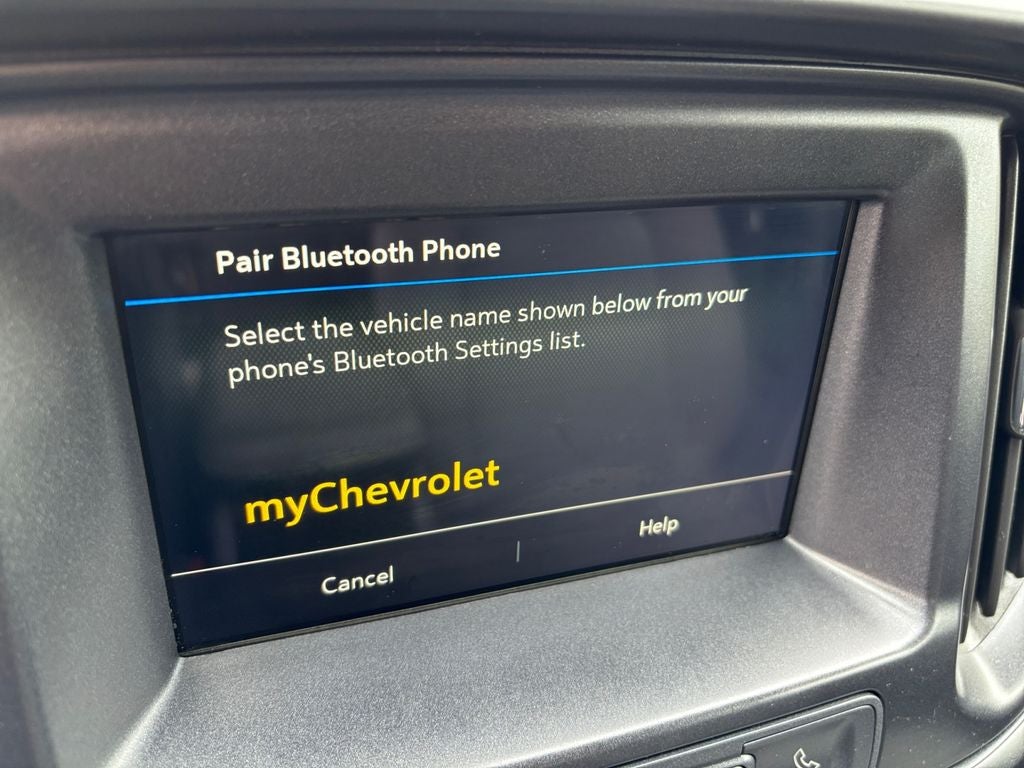 Pair Bluetooth Phone
Select the vehicle name shown below from your
phone's Bluetooth Settings list.
myChevrolet
Cancel
Help